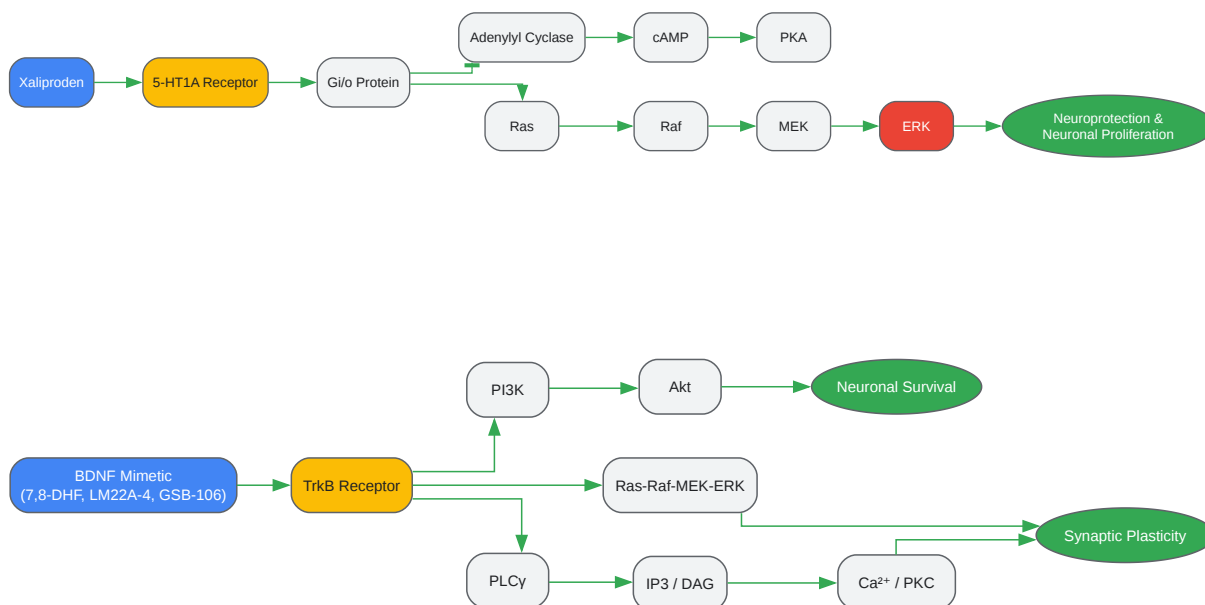 Adenylyl Cyclase
cAMP
PKA
Xaliproden
5-HT1A Receptor
Gi/o Protein
Ras
Raf
MEK
ERK
Neuroprotection &
Neuronal Proliferation
PI3K
Akt
Neuronal Survival
BDNF Mimetic
(7,8-DHF, LM22A-4, GSB-106)
TrkB Receptor
Ras-Raf-MEK-ERK
Synaptic Plasticity
PLCγ
IP3 / DAG
Ca²⁺ / PKC